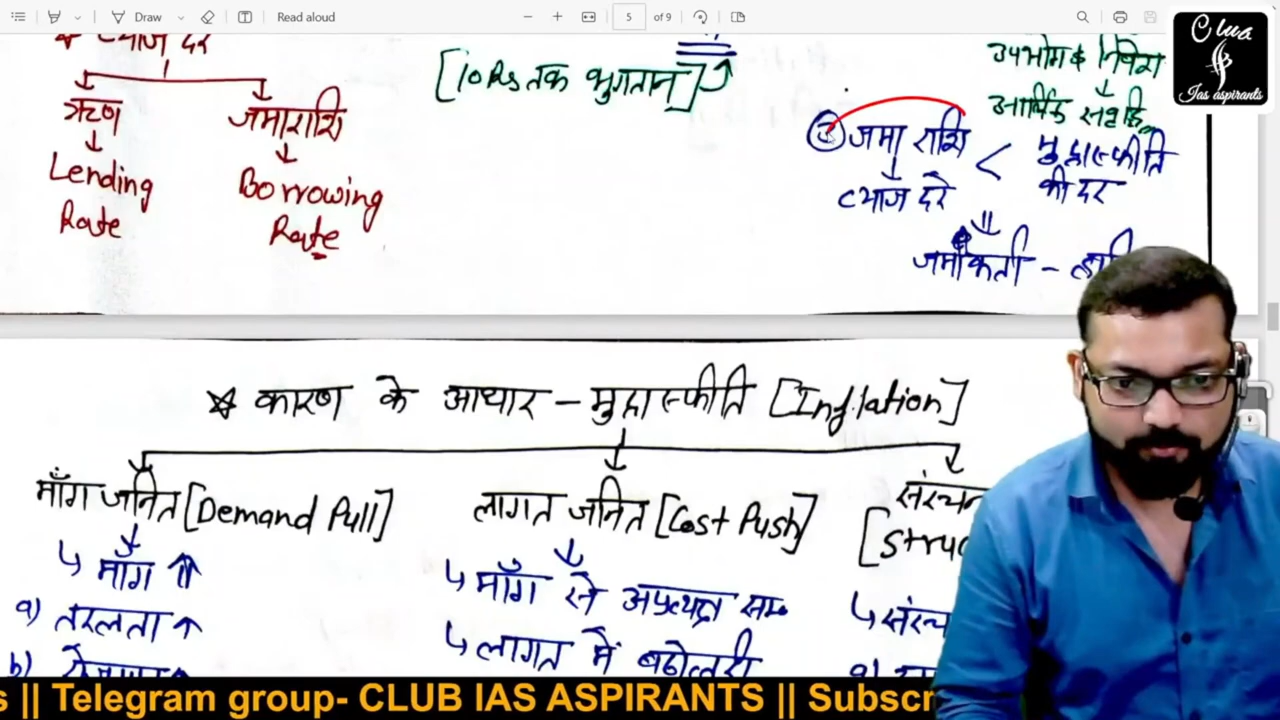 Draw
Read aloud
5 of 9
Clua
Ias aspirants
* ब्याज दर
ऋण
जमाराशि
Lending
Rate
Borrowing
Rate
[10 Rs तक भुगतान]
उपभोग & निवेश
आर्थिक
③ जमा राशि <
मुद्रास्फीति
की दर
ब्याज दरे
जमाकर्ता -
* कारण के आधार - मुद्रास्फीति [Inflation]
माँग जनित [Demand Pull]
लागत जनित [Cost Push]
माँग
a) तरलता
b)
माँग से अप्रत्यक्ष
लागत में बढोत्तरी
|| Telegram group- CLUB IAS ASPIRANTS || Subscr